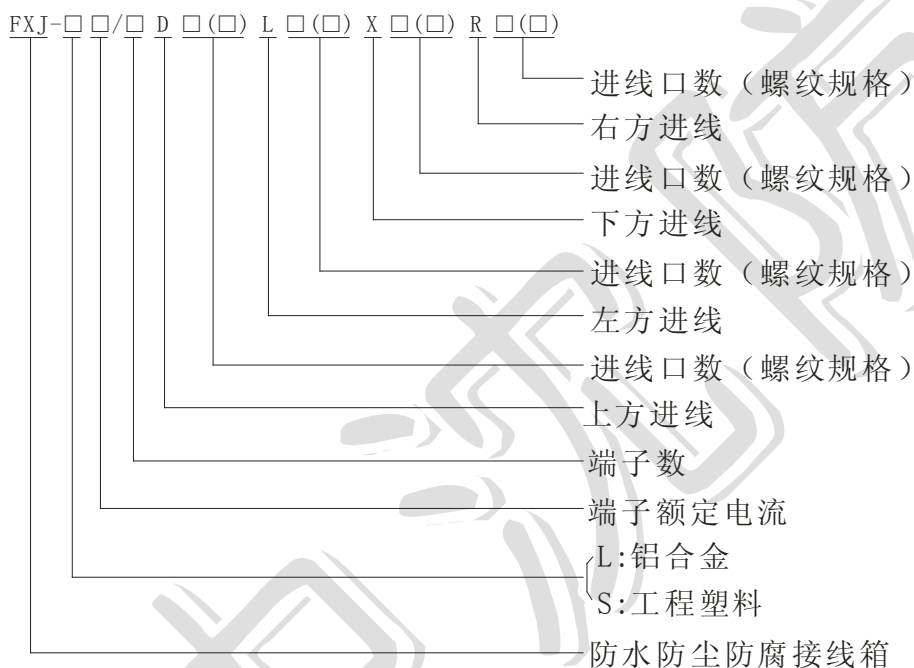 FXJ-□ □/□ D □(□) L □(□) X □(□) R □(□)
进线口数（螺纹规格）
右方进线
进线口数（螺纹规格）
下方进线
进线口数（螺纹规格）
左方进线
进线口数（螺纹规格）
上方进线
端子数
端子额定电流
L:铝合金
S:工程塑料
防水防尘防腐接线箱